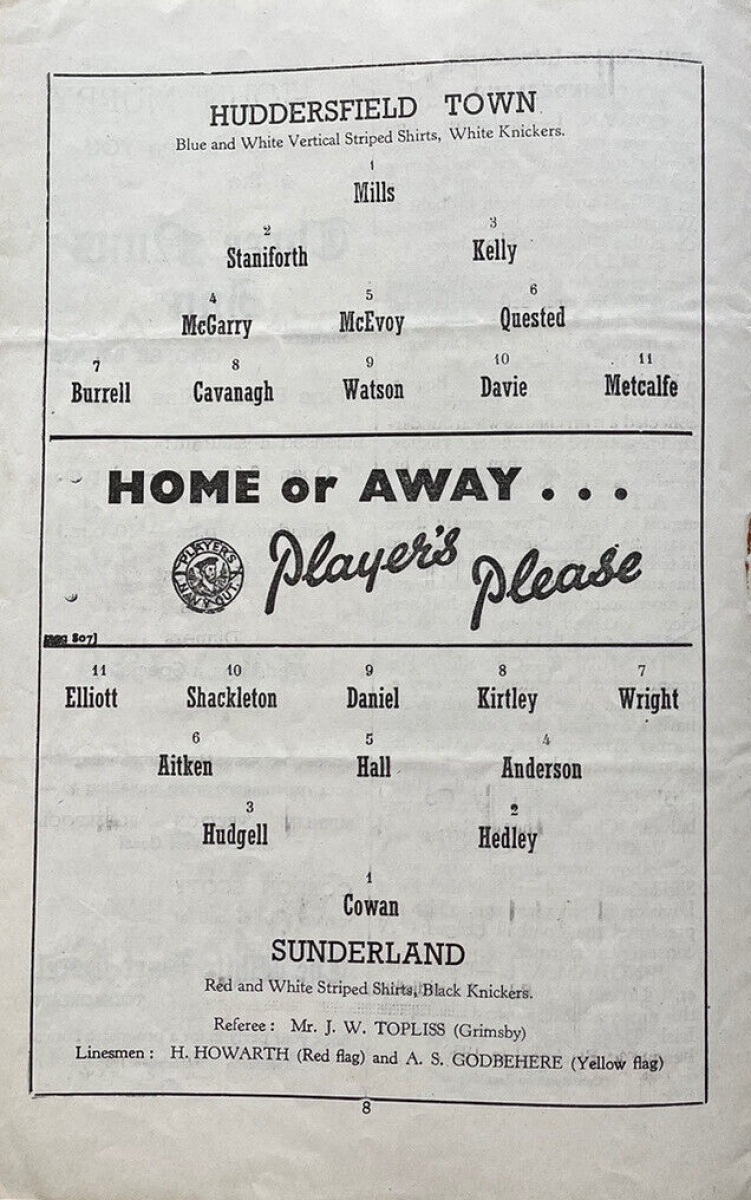 HUDDERSFIELD TOWN
Blue and White Vertical Striped Shirts, White Knickers.
1
Mills
2 3
Staniforth Kelly
4 5 6
McGarry McEvoy Quested
7 8 9 10 11
Burrell Cavanagh Watson Davie Metcalfe
HOME or AWAY . . .
PLAYER'S
Player's Please
807]
11 10 9 8 7
Elliott Shackleton Daniel Kirtley Wright
6 5 4
Aitken Hall Anderson
3 2
Hudgell Hedley
1
Cowan
SUNDERLAND
Red and White Striped Shirts, Black Knickers.
Referee : Mr. J. W. TOPLISS (Grimsby)
Linesmen : H. HOWARTH (Red flag) and A. S. GODBEHERE (Yellow flag)
8